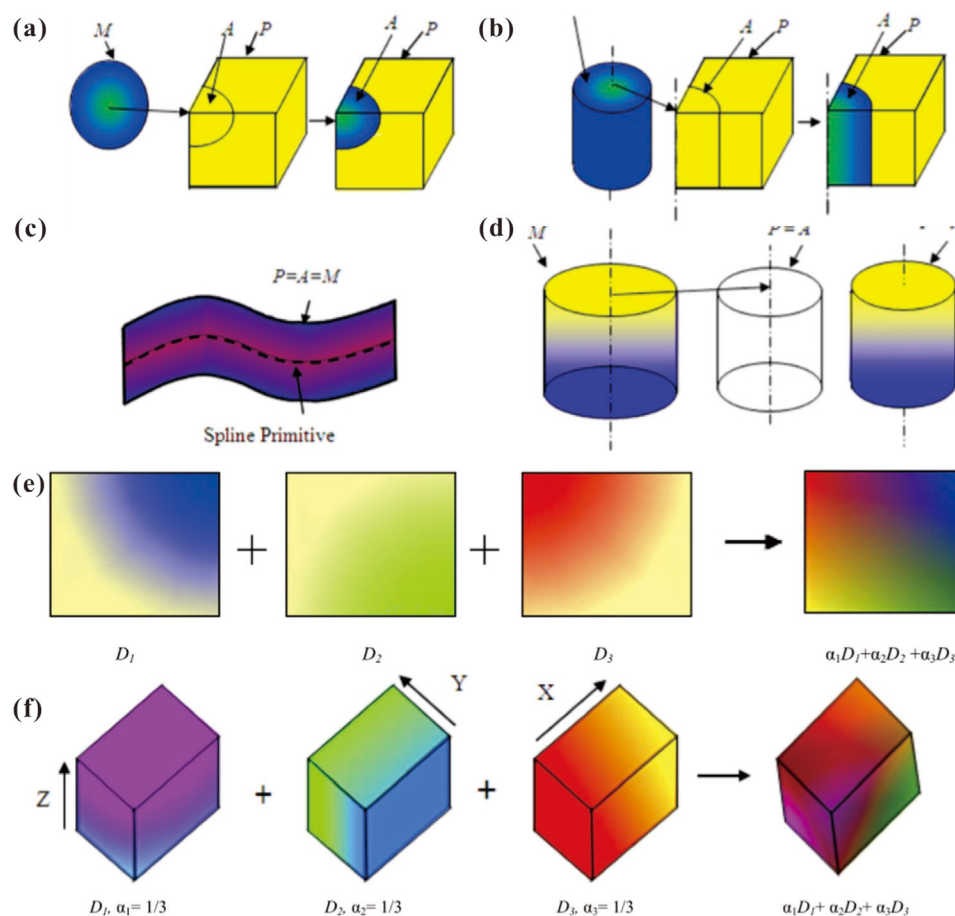 (a)
M
A
P
A
P
(b)
A
P
A
P
(c)
P=A=M
Spline Primitive
(d)
M
P=A
(e)
+
+
D₁
D₂
D₃
α₁D₁+α₂D₂ +α₃D₃
(f)
Z
+
Y
+
X
D₁, α₁= 1/3
D₂, α₂= 1/3
D₃, α₃= 1/3
α₁D₁+ α₂D₂+ α₃D₃